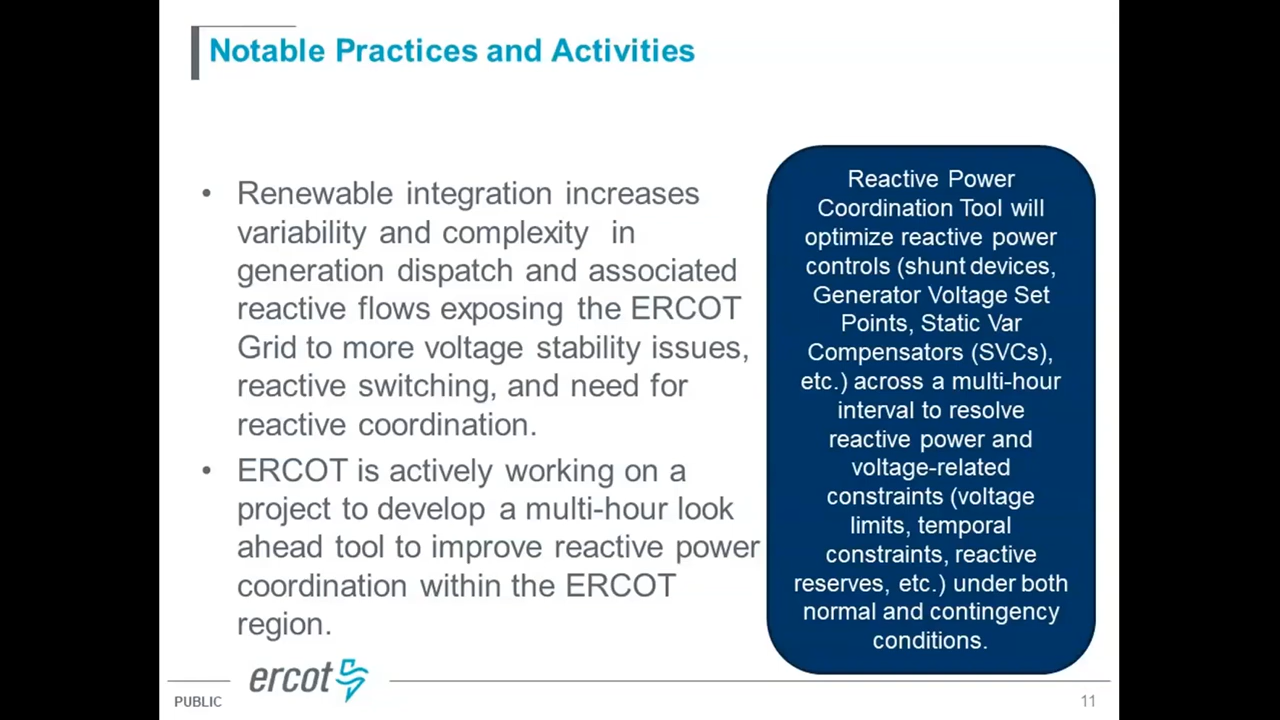 Notable Practices and Activities
• Renewable integration increases
variability and complexity in
generation dispatch and associated
reactive flows exposing the ERCOT
Grid to more voltage stability issues,
reactive switching, and need for
reactive coordination.
• ERCOT is actively working on a
project to develop a multi-hour look
ahead tool to improve reactive power
coordination within the ERCOT
region.
Reactive Power
Coordination Tool will
optimize reactive power
controls (shunt devices,
Generator Voltage Set
Points, Static Var
Compensators (SVCs),
etc.) across a multi-hour
interval to resolve
reactive power and
voltage-related
constraints (voltage
limits, temporal
constraints, reactive
reserves, etc.) under both
normal and contingency
conditions.
ercot
PUBLIC
11